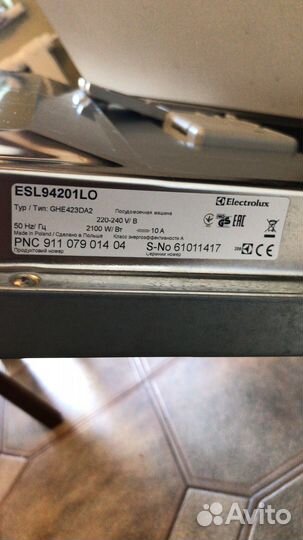 ESL94201LO
Electrolux
Typ / Тип: GHE423DA2 Посудомоечная машина
220-240 V/ В
50 Hz/ Гц 2100 W/Вт 10 A
Made in Poland / Сделано в Польше Класс энергоэффективности A
PNC 911 079 014 04 S-No 61011417
Продуктовый номер Серийный номер
Avito